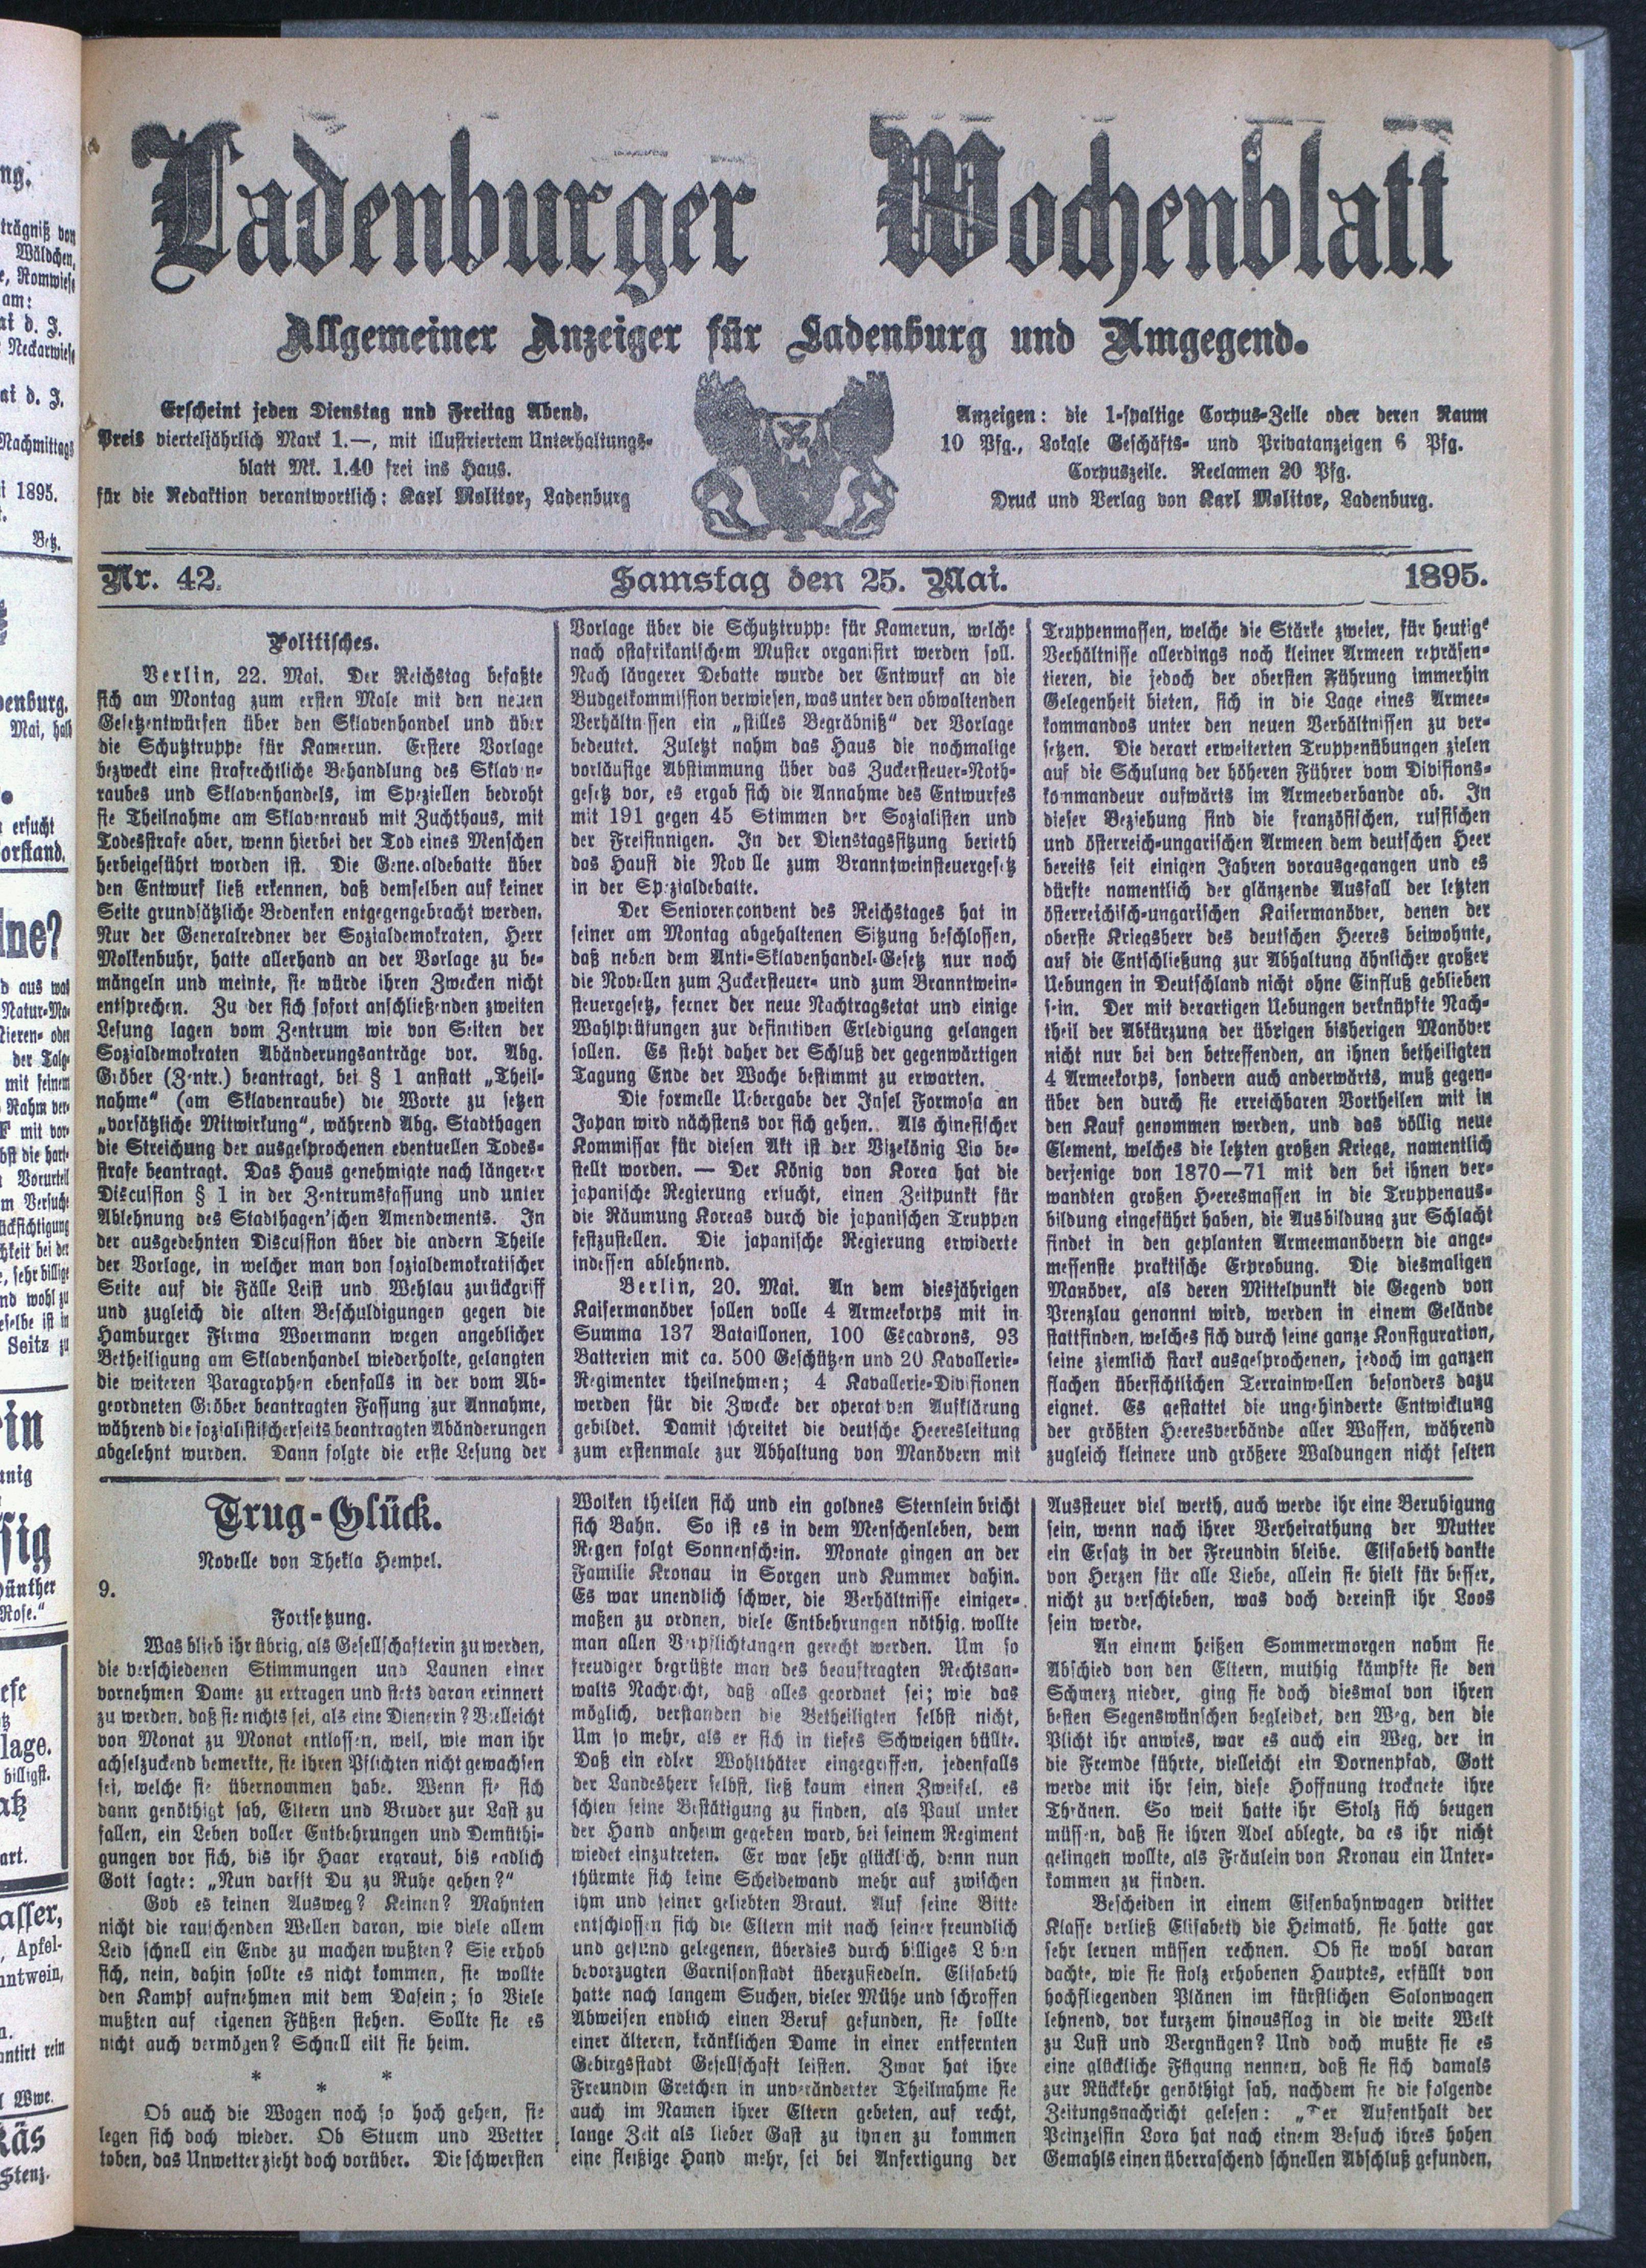 Ladenburger Wochenblatt
Allgemeiner Anzeiger für Ladenburg und Umgegend.
Erscheint jeden Dienstag und Freitag Abend.
Preis vierteljährlich Mark 1.—, mit illustriertem Unterhaltungs-
blatt Mk. 1.40 frei ins Haus.
für die Redaktion verantwortlich: Karl Molitor, Ladenburg
Anzeigen: die 1-spaltige Corpus-Zeile oder deren Raum
10 Pfg., Lokale Geschäfts- und Privatanzeigen 6 Pfg.
Corpuszeile. Reclamen 20 Pfg.
Druck und Verlag von Karl Molitor, Ladenburg.
Nr. 42. Samstag den 25. Mai. 1895.
Politisches.
Berlin, 22. Mai. Der Reichstag befaßte
sich am Montag zum ersten Male mit den neuen
Gesetzentwürfen über den Sklavenhandel und über
die Schutztruppe für Kamerun. Erstere Vorlage
bezweckt eine strafrechtliche Behandlung des Sklaven-
raubes und Sklavenhandels, im Speziellen bedroht
sie Theilnahme am Sklavenraub mit Zuchthaus, mit
Todesstrafe aber, wenn hierbei der Tod eines Menschen
herbeigeführt worden ist. Die Generaldebatte über
den Entwurf ließ erkennen, daß demselben auf keiner
Seite grundsätzliche Bedenken entgegengebracht werden.
Nur der Generalredner der Sozialdemokraten, Herr
Molkenbuhr, hatte allerhand an der Vorlage zu be-
mängeln und meinte, sie würde ihren Zwecken nicht
entsprechen. Zu der sich sofort anschließenden zweiten
Lesung lagen vom Zentrum wie von Seiten der
Sozialdemokraten Abänderungsanträge vor. Abg.
Gröber (Zentr.) beantragt, bei § 1 anstatt „Theil-
nahme“ (am Sklavenraube) die Worte zu setzen
„vorsätzliche Mitwirkung“, während Abg. Stadthagen
die Streichung der ausgesprochenen eventuellen Todes-
strafe beantragt. Das Haus genehmigte nach längerer
Discussion § 1 in der Zentrumsfassung und unter
Ablehnung des Stadthagen'schen Amendements. In
der ausgedehnten Discussion über die andern Theile
der Vorlage, in welcher man von sozialdemokratischer
Seite auf die Fälle Leist und Wehlau zurückgriff
und zugleich die alten Beschuldigungen gegen die
Hamburger Firma Woermann wegen angeblicher
Betheiligung am Sklavenhandel wiederholte, gelangten
die weiteren Paragraphen ebenfalls in der vom Ab-
geordneten Gröber beantragten Fassung zur Annahme,
während die sozialistischerseits beantragten Abänderungen
abgelehnt wurden. Dann folgte die erste Lesung der
Vorlage über die Schutztruppe für Kamerun, welche
nach ostafrikanischem Muster organisirt werden soll.
Nach längerer Debatte wurde der Entwurf an die
Budgetkommission verwiesen, was unter den obwaltenden
Verhältnissen ein „stilles Begräbniß“ der Vorlage
bedeutet. Zuletzt nahm das Haus die nochmalige
vorläufige Abstimmung über das Zuckersteuer-Noth-
gesetz vor, es ergab sich die Annahme des Entwurfes
mit 191 gegen 45 Stimmen der Sozialisten und
der Freisinnigen. In der Dienstagssitzung berieth
das Haust die Novelle zum Branntweinsteuergesetz
in der Spezialdebatte.
Der Seniorenconvent des Reichstages hat in
seiner am Montag abgehaltenen Sitzung beschlossen,
daß neben dem Anti-Sklavenhandel-Gesetz nur noch
die Novellen zum Zuckersteuer- und zum Branntwein-
steuergesetz, ferner der neue Nachtragsetat und einige
Wahlprüfungen zur definitiven Erledigung gelangen
sollen. Es steht daher der Schluß der gegenwärtigen
Tagung Ende der Woche bestimmt zu erwarten.
Die formelle Uebergabe der Insel Formosa an
Japan wird nächstens vor sich gehen. Als chinesischer
Kommissar für diesen Akt ist der Vizekönig Lio be-
stellt worden. — Der König von Korea hat die
japanische Regierung ersucht, einen Zeitpunkt für
die Räumung Koreas durch die japanischen Truppen
festzustellen. Die japanische Regierung erwiderte
indessen ablehnend.
Berlin, 20. Mai. An dem diesjährigen
Kaisermanöver sollen volle 4 Armeekorps mit in
Summa 137 Bataillonen, 100 Escadrons, 93
Batterien mit ca. 500 Geschützen und 20 Kavallerie-
Regimenter theilnehmen; 4 Kavallerie-Divisionen
werden für die Zwecke der operativen Aufklärung
gebildet. Damit schreitet die deutsche Heeresleitung
zum erstenmale zur Abhaltung von Manövern mit
Truppenmassen, welche die Stärke zweier, für heutige
Verhältnisse allerdings noch kleiner Armeen repräsen-
tieren, die jedoch der obersten Führung immerhin
Gelegenheit bieten, sich in die Lage eines Armee-
kommandos unter den neuen Verhältnissen zu ver-
setzen. Die derart erweiterten Truppenübungen zielen
auf die Schulung der höheren Führer vom Divisions-
kommandeur aufwärts im Armeeverbande ab. In
dieser Beziehung sind die französischen, russischen
und österreich-ungarischen Armeen dem deutschen Heer
bereits seit einigen Jahren vorausgegangen und es
dürfte namentlich der glänzende Ausfall der letzten
österreichisch-ungarischen Kaisermanöver, denen der
oberste Kriegsherr des deutschen Heeres beiwohnte,
auf die Entschließung zur Abhaltung ähnlicher großer
Uebungen in Deutschland nicht ohne Einfluß geblieben
sein. Der mit derartigen Uebungen verknüpfte Nach-
theil der Abkürzung der übrigen bisherigen Manöver
nicht nur bei den betreffenden, an ihnen betheiligten
4 Armeekorps, sondern auch anderwärts, muß gegen-
über den durch sie erreichbaren Vortheilen mit in
den Kauf genommen werden, und das völlig neue
Element, welches die letzten großen Kriege, namentlich
derjenige von 1870—71 mit den bei ihnen ver-
wandten großen Heeresmassen in die Truppenaus-
bildung eingeführt haben, die Ausbildung zur Schlacht
findet in den geplanten Armeemanövern die ange-
messenste praktische Erprobung. Die diesmaligen
Manöver, als deren Mittelpunkt die Gegend von
Prenzlau genannt wird, werden in einem Gelände
stattfinden, welches sich durch seine ganze Konfiguration,
seine ziemlich stark ausgesprochenen, jedoch im ganzen
flachen übersichtlichen Terrainwellen besonders dazu
eignet. Es gestattet die ungehinderte Entwicklung
der größten Heeresverbände aller Waffen, während
zugleich kleinere und größere Waldungen nicht selten
Trug-Glück.
Novelle von Thekla Hempel.
9.
Fortsetzung.
Was blieb ihr übrig, als Gesellschafterin zu werden,
die verschiedenen Stimmungen und Launen einer
vornehmen Dame zu ertragen und stets daran erinnert
zu werden, daß sie nichts sei, als eine Dienerin? Vielleicht
von Monat zu Monat entlassen, weil, wie man ihr
achselzuckend bemerkte, sie ihren Pflichten nicht gewachsen
sei, welche sie übernommen habe. Wenn sie sich
dann genöthigt sah, Eltern und Bruder zur Last zu
fallen, ein Leben voller Entbehrungen und Demüthi-
gungen vor sich, bis ihr Haar ergraut, bis endlich
Gott sagte: „Nun darfst Du zu Ruhe gehen?“
Gab es keinen Ausweg? Keinen? Mahnten
nicht die rauschenden Wellen daran, wie viele allem
Leid schnell ein Ende zu machen wußten? Sie erhob
sich, nein, dahin sollte es nicht kommen, sie wollte
den Kampf aufnehmen mit dem Dasein; so Viele
mußten auf eigenen Füßen stehen. Sollte sie es
nicht auch vermögen? Schnell eilt sie heim.
* * *
Ob auch die Wogen noch so hoch gehen, sie
legen sich doch wieder. Ob Sturm und Wetter
toben, das Unwetter zieht doch vorüber. Die schwersten
Wolken theilen sich und ein goldnes Sternlein bricht
sich Bahn. So ist es in dem Menschenleben, dem
Regen folgt Sonnenschein. Monate gingen an der
Familie Kronau in Sorgen und Kummer dahin.
Es war unendlich schwer, die Verhältnisse einiger-
maßen zu ordnen, viele Entbehrungen nöthig, wollte
man allen Verpflichtungen gerecht werden. Um so
freudiger begrüßte man des beauftragten Rechtsan-
walts Nachricht, daß alles geordnet sei; wie das
möglich, verstanden die Betheiligten selbst nicht,
Um so mehr, als er sich in tiefes Schweigen hüllte.
Daß ein edler Wohlthäter eingegriffen, jedenfalls
der Landesherr selbst, ließ kaum einen Zweifel, es
schien seine Bestätigung zu finden, als Paul unter
der Hand anheim gegeben ward, bei seinem Regiment
wiedet einzutreten. Er war sehr glücklich, denn nun
thürmte sich keine Scheidewand mehr auf zwischen
ihm und seiner geliebten Braut. Auf seine Bitte
entschlossen sich die Eltern mit nach seiner freundlich
und gesund gelegenen, überdies durch billiges Leben
bevorzugten Garnisonstadt überzusiedeln. Elisabeth
hatte nach langem Suchen, vieler Mühe und schroffen
Abweisen endlich einen Beruf gefunden, sie sollte
einer älteren, kränklichen Dame in einer entfernten
Gebirgsstadt Gesellschaft leisten. Zwar hat ihre
Freundin Gretchen in unveränderter Theilnahme sie
auch im Namen ihrer Eltern gebeten, auf recht,
lange Zeit als lieber Gast zu ihnen zu kommen
eine fleißige Hand mehr, sei bei Anfertigung der
Aussteuer viel werth, auch werde ihr eine Beruhigung
sein, wenn nach ihrer Verheirathung der Mutter
ein Ersatz in der Freundin bleibe. Elisabeth dankte
von Herzen für alle Liebe, allein sie hielt für besser,
nicht zu verschieben, was doch dereinst ihr Loos
sein werde.
An einem heißen Sommermorgen nahm sie
Abschied von den Eltern, muthig kämpfte sie den
Schmerz nieder, ging sie doch diesmal von ihren
besten Segenswünschen begleidet, den Weg, den die
Plicht ihr anwies, war es auch ein Weg, der in
die Fremde führte, vielleicht ein Dornenpfad, Gott
werde mit ihr sein, diese Hoffnung trocknete ihre
Thränen. So weit hatte ihr Stolz sich beugen
müssen, daß sie ihren Adel ablegte, da es ihr nicht
gelingen wollte, als Fräulein von Kronau ein Unter-
kommen zu finden.
Bescheiden in einem Eisenbahnwagen dritter
Klasse verließ Elisabeth die Heimath, sie hatte gar
sehr lernen müssen rechnen. Ob sie wohl daran
dachte, wie sie stolz erhobenen Hauptes, erfüllt von
hochfliegenden Plänen im fürstlichen Salonwagen
lehnend, vor kurzem hinausflog in die weite Welt
zu Lust und Vergnügen? Und doch mußte sie es
eine glückliche Fügung nennen, daß sie sich damals
zur Rückkehr genöthigt sah, nachdem sie die folgende
Zeitungsnachricht gelesen: „Der Aufenthalt der
Prinzessin Lora hat nach einem Besuch ihres hohen
Gemahls einen überraschend schnellen Abschluß gefunden,